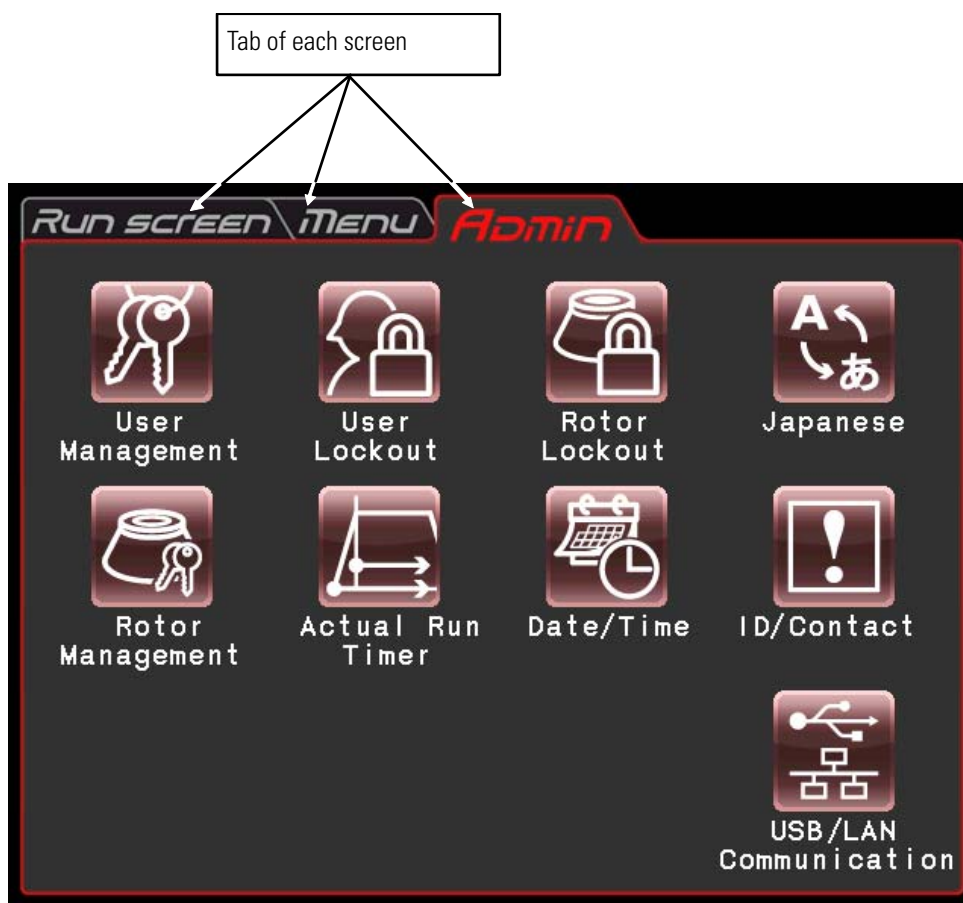 Tab of each screen
Run screen Menu Admin
A
あ
User Management
User Lockout
Rotor Lockout
Japanese
Rotor Management
Actual Run Timer
Date/Time
ID/Contact
USB/LAN Communication